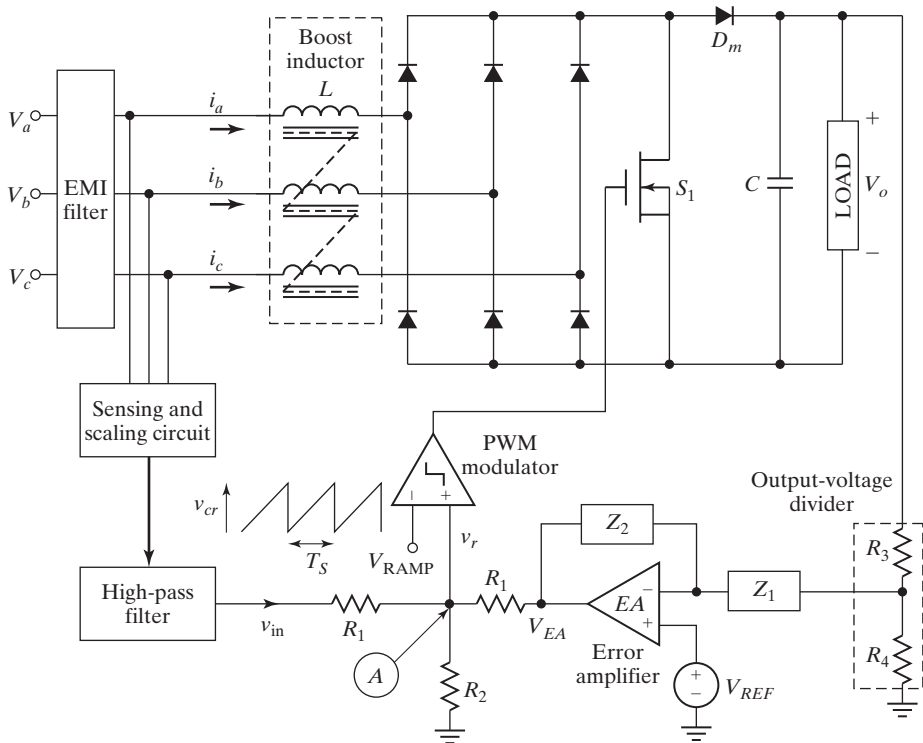 Boost
inductor
L
D_m
V_a
i_a
V_b
i_b
EMI
filter
V_c
i_c
S_1
C
LOAD
+
V_o
−
Sensing and
scaling circuit
PWM
modulator
v_cr
T_S
− +
V_RAMP
v_r
Output-voltage
divider
Z_2
R_3
High-pass
filter
v_in
R_1
R_1
V_EA
EA
−
+
Z_1
Error
amplifier
A
R_2
+
−
V_REF
R_4